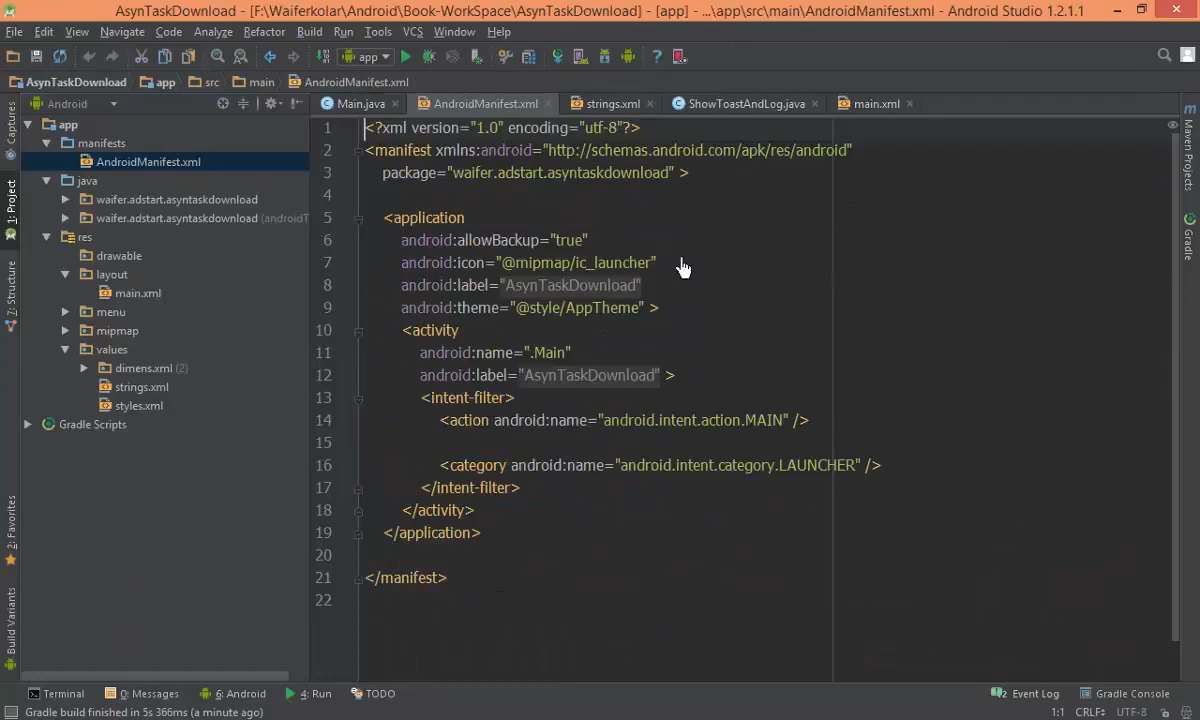 AsynTaskDownload - [F:\Waiferkolar\Android\Book-WorkSpace\AsynTaskDownload] - [app] - ...\app\src\main\AndroidManifest.xml - Android Studio 1.2.1.1
File Edit View Navigate Code Analyze Refactor Build Run Tools VCS Window Help
app
AsynTaskDownload app src main AndroidManifest.xml
Android
Main.java AndroidManifest.xml strings.xml ShowToastAndLog.java main.xml
Captures
1: Project
7: Structure
2: Favorites
Build Variants
app
manifests
AndroidManifest.xml
java
waifer.adstart.asyntaskdownload
waifer.adstart.asyntaskdownload (androidT
res
drawable
layout
main.xml
menu
mipmap
values
dimens.xml (2)
strings.xml
styles.xml
Gradle Scripts
1 <?xml version="1.0" encoding="utf-8"?>
2 <manifest xmlns:android="http://schemas.android.com/apk/res/android"
3 package="waifer.adstart.asyntaskdownload" >
4
5 <application
6 android:allowBackup="true"
7 android:icon="@mipmap/ic_launcher"
8 android:label="AsynTaskDownload"
9 android:theme="@style/AppTheme" >
10 <activity
11 android:name=".Main"
12 android:label="AsynTaskDownload" >
13 <intent-filter>
14 <action android:name="android.intent.action.MAIN" />
15
16 <category android:name="android.intent.category.LAUNCHER" />
17 </intent-filter>
18 </activity>
19 </application>
20
21 </manifest>
22
Maven Projects
Gradle
Terminal 0: Messages 6: Android 4: Run TODO Event Log Gradle Console
Gradle build finished in 5s 366ms (a minute ago) 1:1 CRLF UTF-8